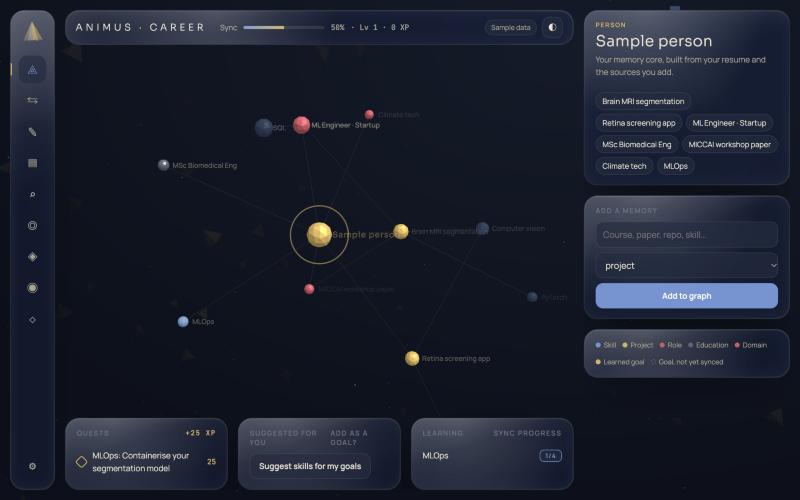 ANIMUS · CAREER
Sync
50% · Lv 1 · 0 XP
Sample data
SQL
ML Engineer · Startup
Climate tech
MSc Biomedical Eng
Sample person
Brain MRI segmentation
Computer vision
MICCAI workshop paper
PyTorch
MLOps
Retina screening app
QUESTS
+25 XP
MLOps: Containerise your
segmentation model
25
SUGGESTED FOR
YOU
ADD AS A
GOAL?
Suggest skills for my goals
LEARNING
SYNC PROGRESS
MLOps
1/4
PERSON
Sample person
Your memory core, built from your resume and
the sources you add.
Brain MRI segmentation
Retina screening app
ML Engineer · Startup
MSc Biomedical Eng
MICCAI workshop paper
Climate tech
MLOps
ADD A MEMORY
Course, paper, repo, skill...
project
Add to graph
Skill
Project
Role
Education
Domain
Learned goal
Goal, not yet synced